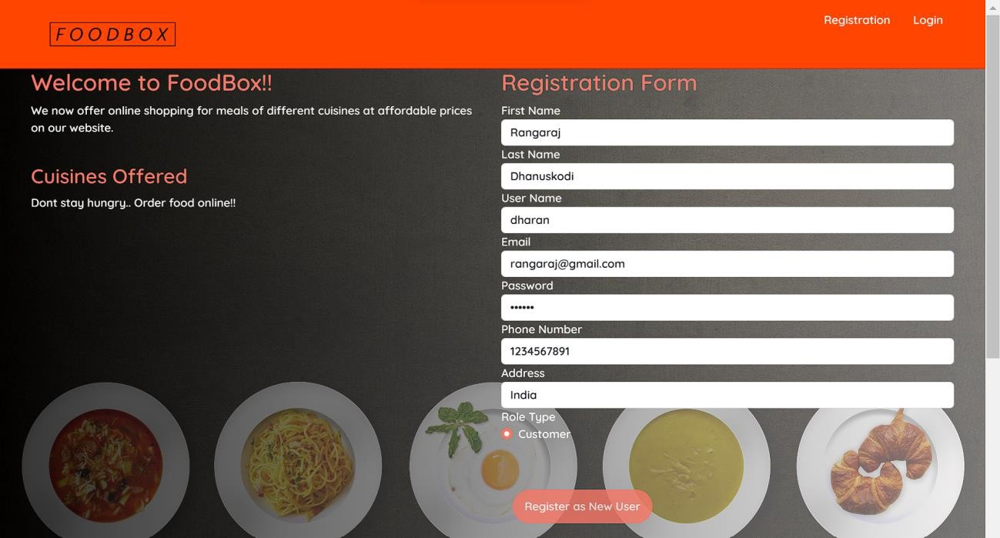 FOODBOX
Registration Login
Welcome to FoodBox!!
We now offer online shopping for meals of different cuisines at affordable prices
on our website.
Cuisines Offered
Dont stay hungry.. Order food online!!
Registration Form
First Name
Rangaraj
Last Name
Dhanuskodi
User Name
dharan
Email
rangaraj@gmail.com
Password
••••••
Phone Number
1234567891
Address
India
Role Type
Customer
Register as New User